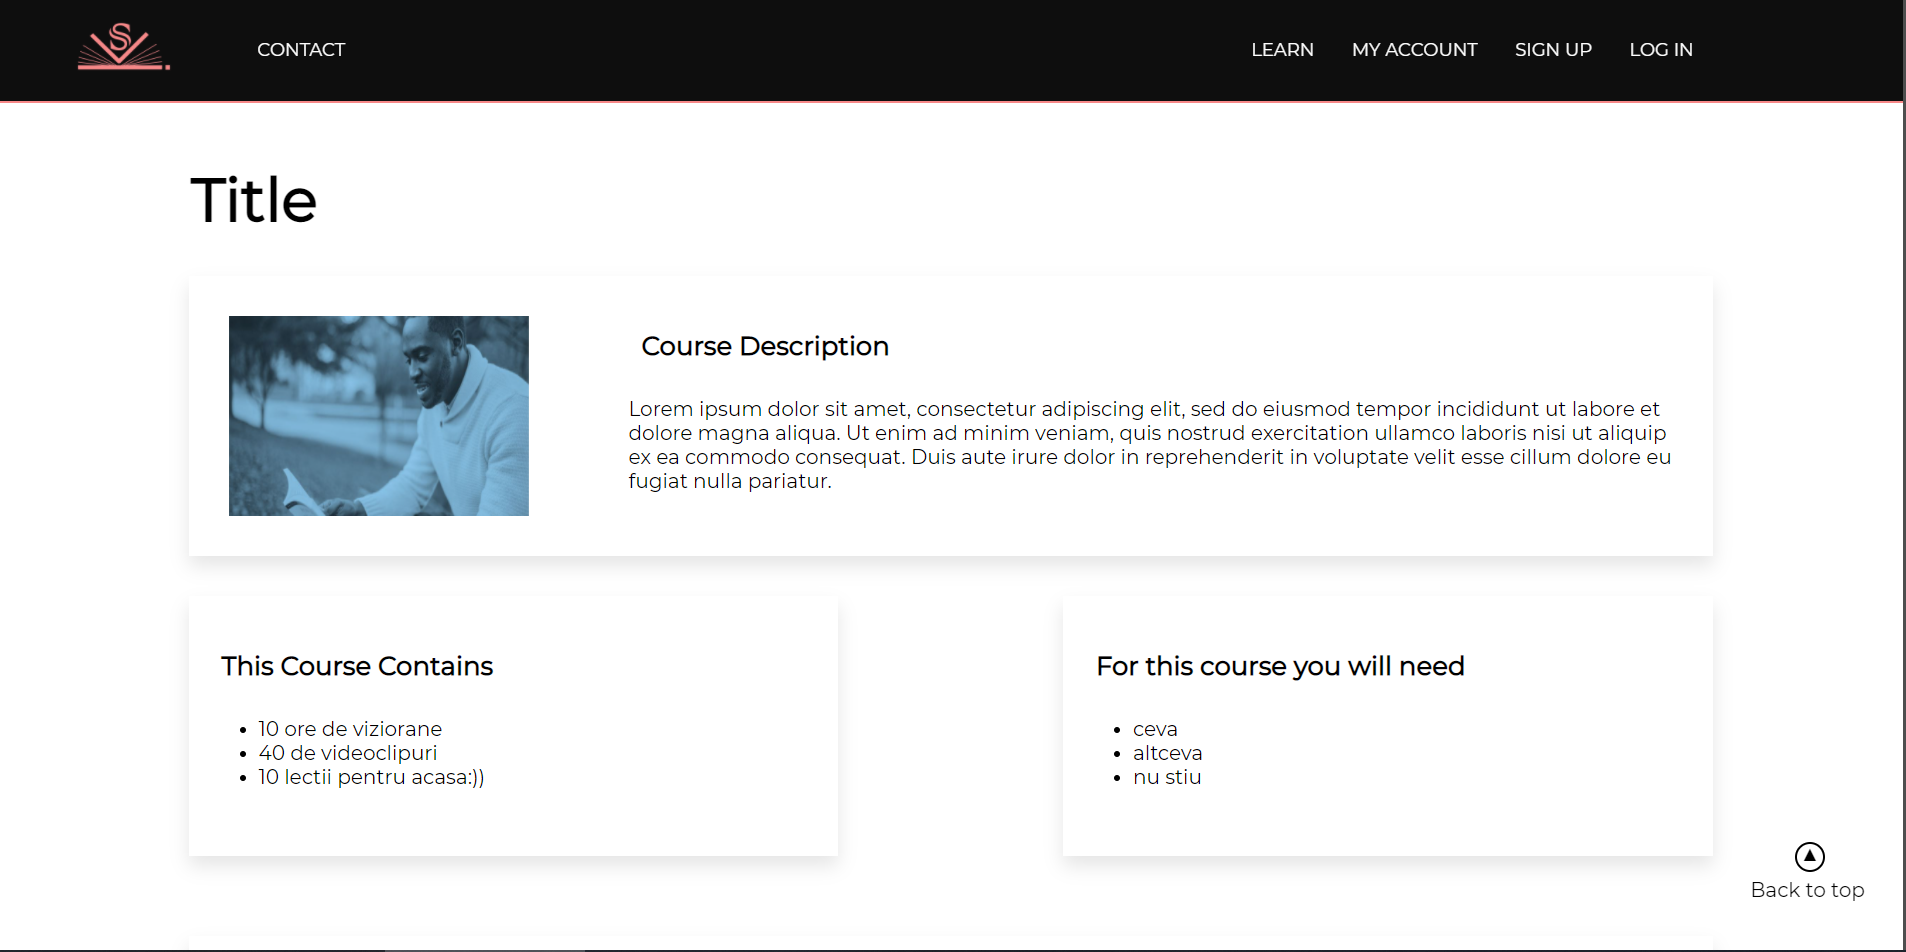 SV.
CONTACT
LEARN
MY ACCOUNT
SIGN UP
LOG IN
Title
Course Description
Lorem ipsum dolor sit amet, consectetur adipiscing elit, sed do eiusmod tempor incididunt ut labore et
dolore magna aliqua. Ut enim ad minim veniam, quis nostrud exercitation ullamco laboris nisi ut aliquip
ex ea commodo consequat. Duis aute irure dolor in reprehenderit in voluptate velit esse cillum dolore eu
fugiat nulla pariatur.
This Course Contains
• 10 ore de viziorane
• 40 de videoclipuri
• 10 lectii pentru acasa:))
For this course you will need
• ceva
• altceva
• nu stiu
Back to top